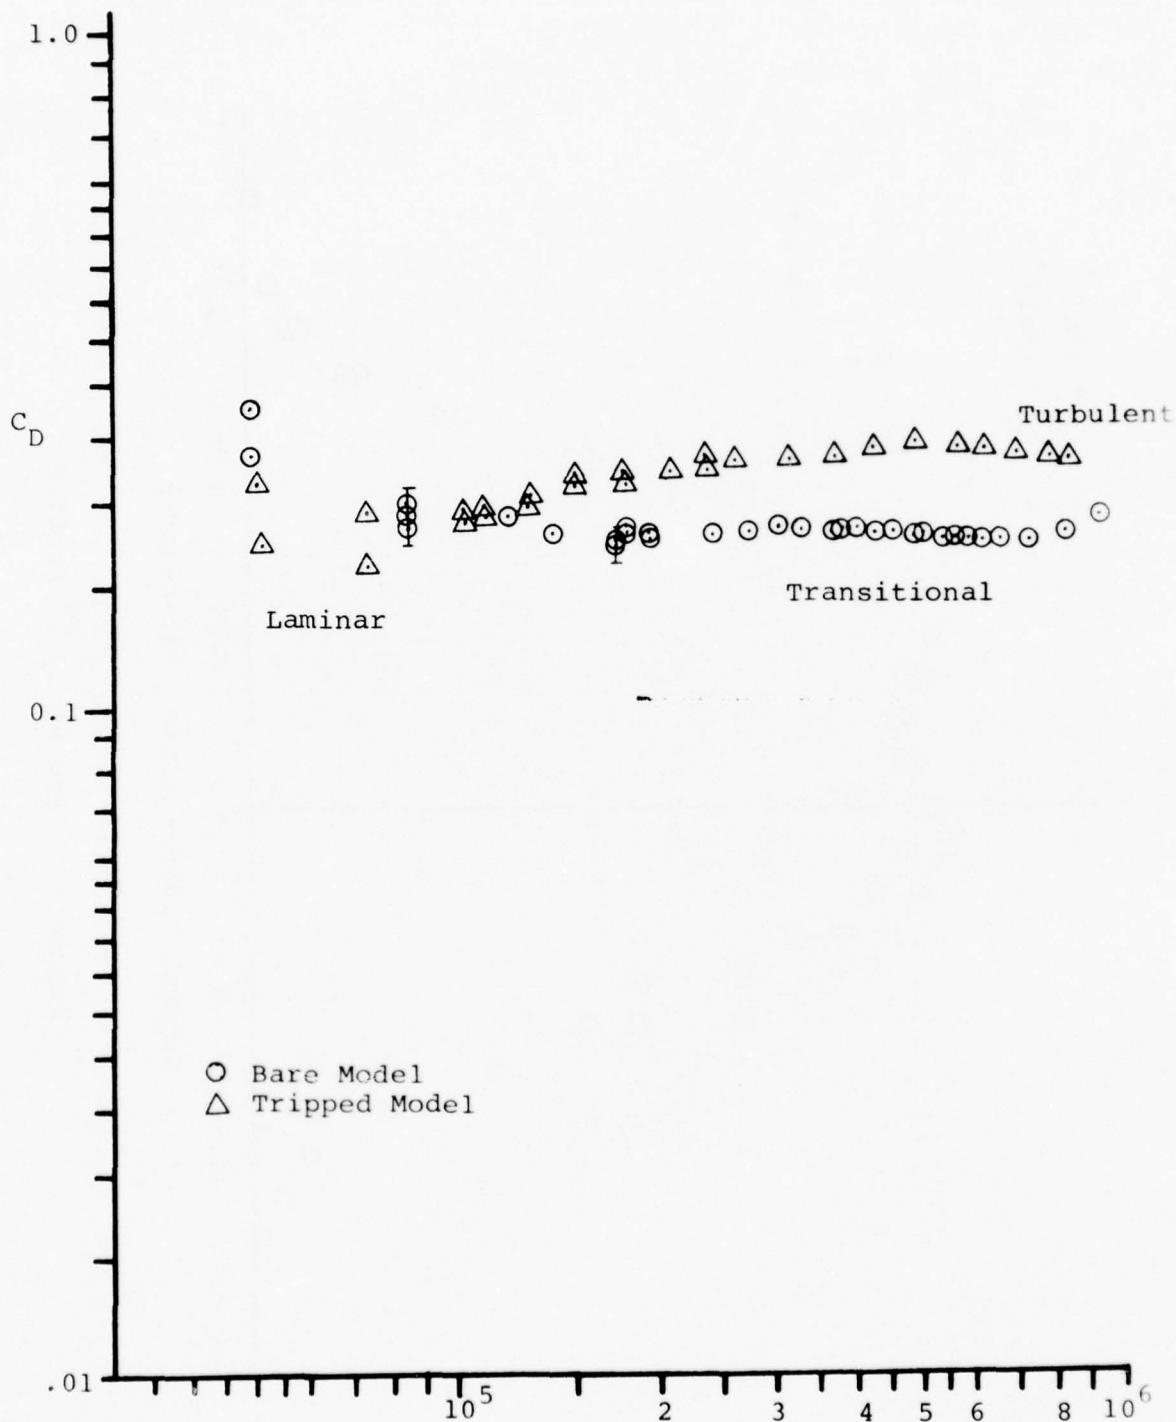 1.0
C_D
Turbulent
Transitional
Laminar
0.1
Bare Model
Tripped Model
.01
10^5 2 3 4 5 6 8 10^6